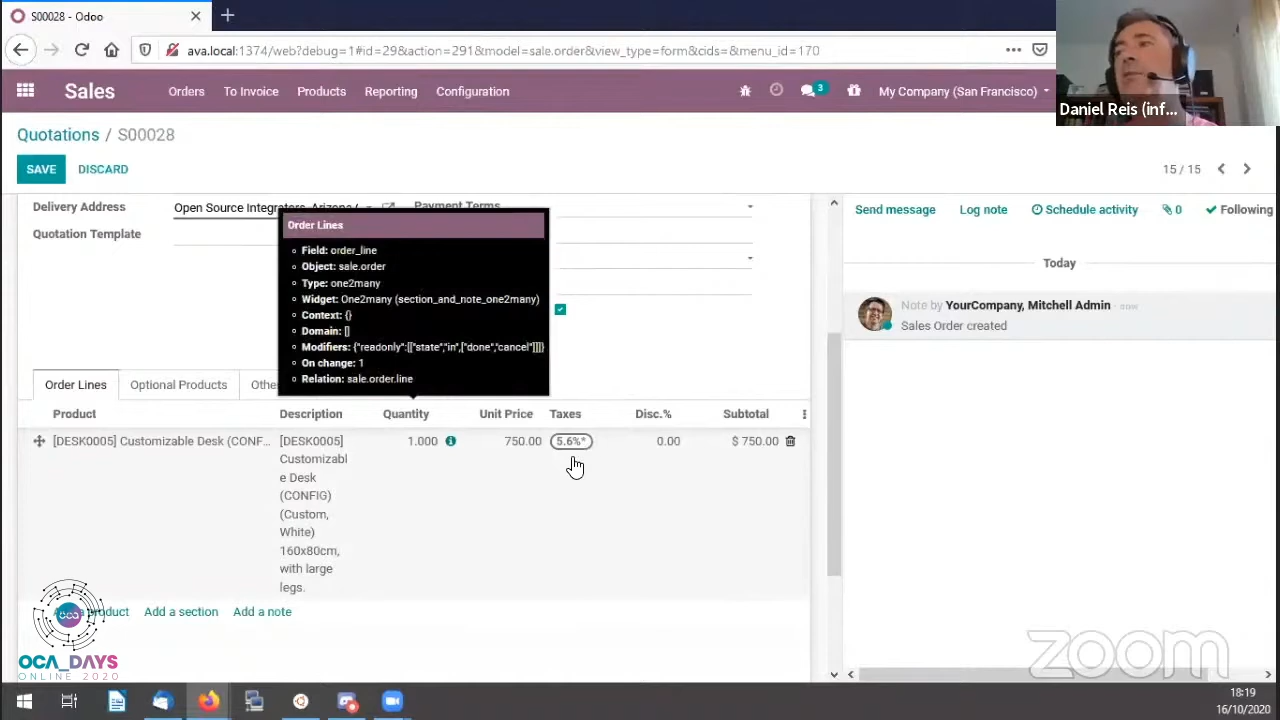 S00028 - Odoo
ava.local:1374/web?debug=1#id=29&action=291&model=sale.order&view_type=form&cids=&menu_id=170
Sales
Orders
To Invoice
Products
Reporting
Configuration
3
My Company (San Francisco)
Daniel Reis (inf...
Quotations / S00028
SAVE
DISCARD
15 / 15
Delivery Address
Open Source Integrators, Arizona (
Payment Terms
Quotation Template
Order Lines
Field: order_line
Object: sale.order
Type: one2many
Widget: One2many (section_and_note_one2many)
Context: {}
Domain: []
Modifiers: {"readonly":[["state","in",["done","cancel"]]]}
On change: 1
Relation: sale.order.line
Send message
Log note
Schedule activity
0
Following
Today
Note by YourCompany, Mitchell Admin - now
Sales Order created
Order Lines
Optional Products
Othe
Product
Description
Quantity
Unit Price
Taxes
Disc.%
Subtotal
[DESK0005] Customizable Desk (CONF...
[DESK0005]
Customizabl
e Desk
(CONFIG)
(Custom,
White)
160x80cm,
with large
legs.
1.000
750.00
5.6%*
0.00
$ 750.00
product
Add a section
Add a note
oca
OCA_DAYS
ONLINE 2020
zoom
18:19
16/10/2020